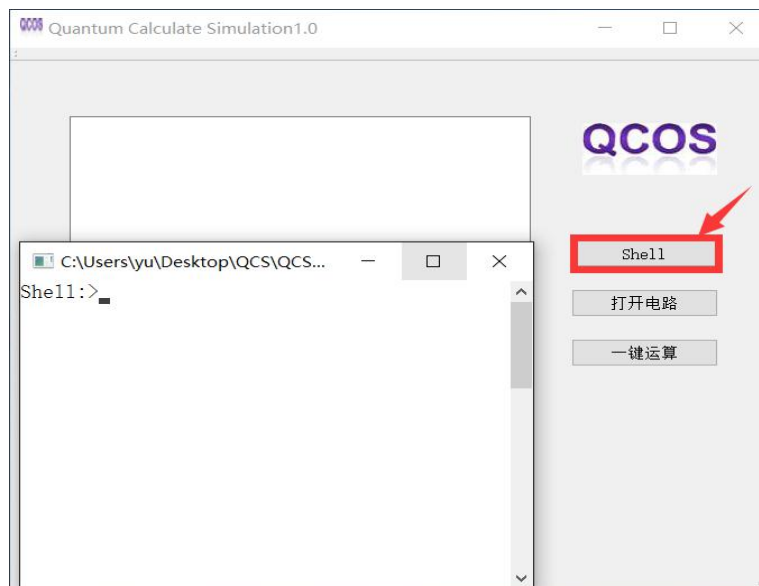 QCOS Quantum Calculate Simulation1.0
QCOS
C:\Users\yu\Desktop\QCS\QCS...
Shell:>
Shell
打开电路
一键运算